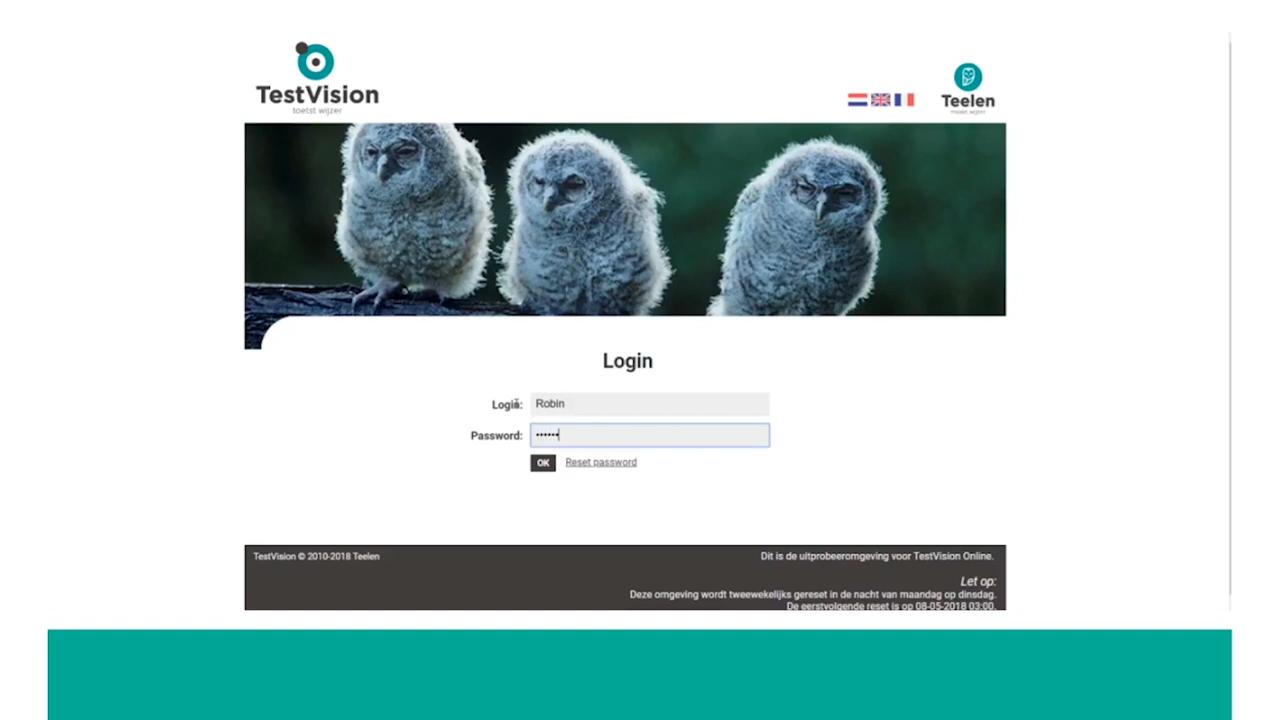 TestVision
toetst wijzer
Teelen
meet wijzer
Login
Login:
Robin
Password:
••••••
OK
Reset password
TestVision © 2010-2018 Teelen
Dit is de uitprobeeromgeving voor TestVision Online.
Let op:
Deze omgeving wordt tweewekelijks gereset in de nacht van maandag op dinsdag.
De eerstvolgende reset is op 08-05-2018 03:00.